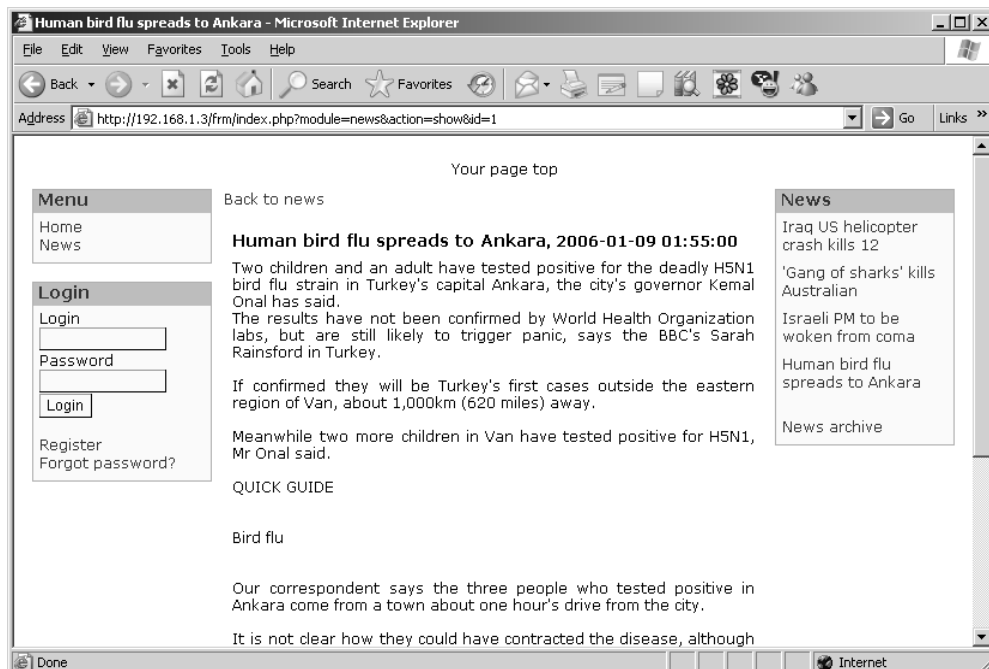 Human bird flu spreads to Ankara - Microsoft Internet Explorer
File Edit View Favorites Tools Help
Back Search Favorites
Address http://192.168.1.3/frm/index.php?module=news&action=show&id=1 Go Links »
Your page top
Menu
Home
News
Login
Login
Password
Login
Register
Forgot password?
Back to news
Human bird flu spreads to Ankara, 2006-01-09 01:55:00
Two children and an adult have tested positive for the deadly H5N1
bird flu strain in Turkey's capital Ankara, the city's governor Kemal
Onal has said.
The results have not been confirmed by World Health Organization
labs, but are still likely to trigger panic, says the BBC's Sarah
Rainsford in Turkey.
If confirmed they will be Turkey's first cases outside the eastern
region of Van, about 1,000km (620 miles) away.
Meanwhile two more children in Van have tested positive for H5N1,
Mr Onal said.
QUICK GUIDE
Bird flu
Our correspondent says the three people who tested positive in
Ankara come from a town about one hour's drive from the city.
It is not clear how they could have contracted the disease, although
News
Iraq US helicopter
crash kills 12
'Gang of sharks' kills
Australian
Israeli PM to be
woken from coma
Human bird flu
spreads to Ankara
News archive
Done Internet